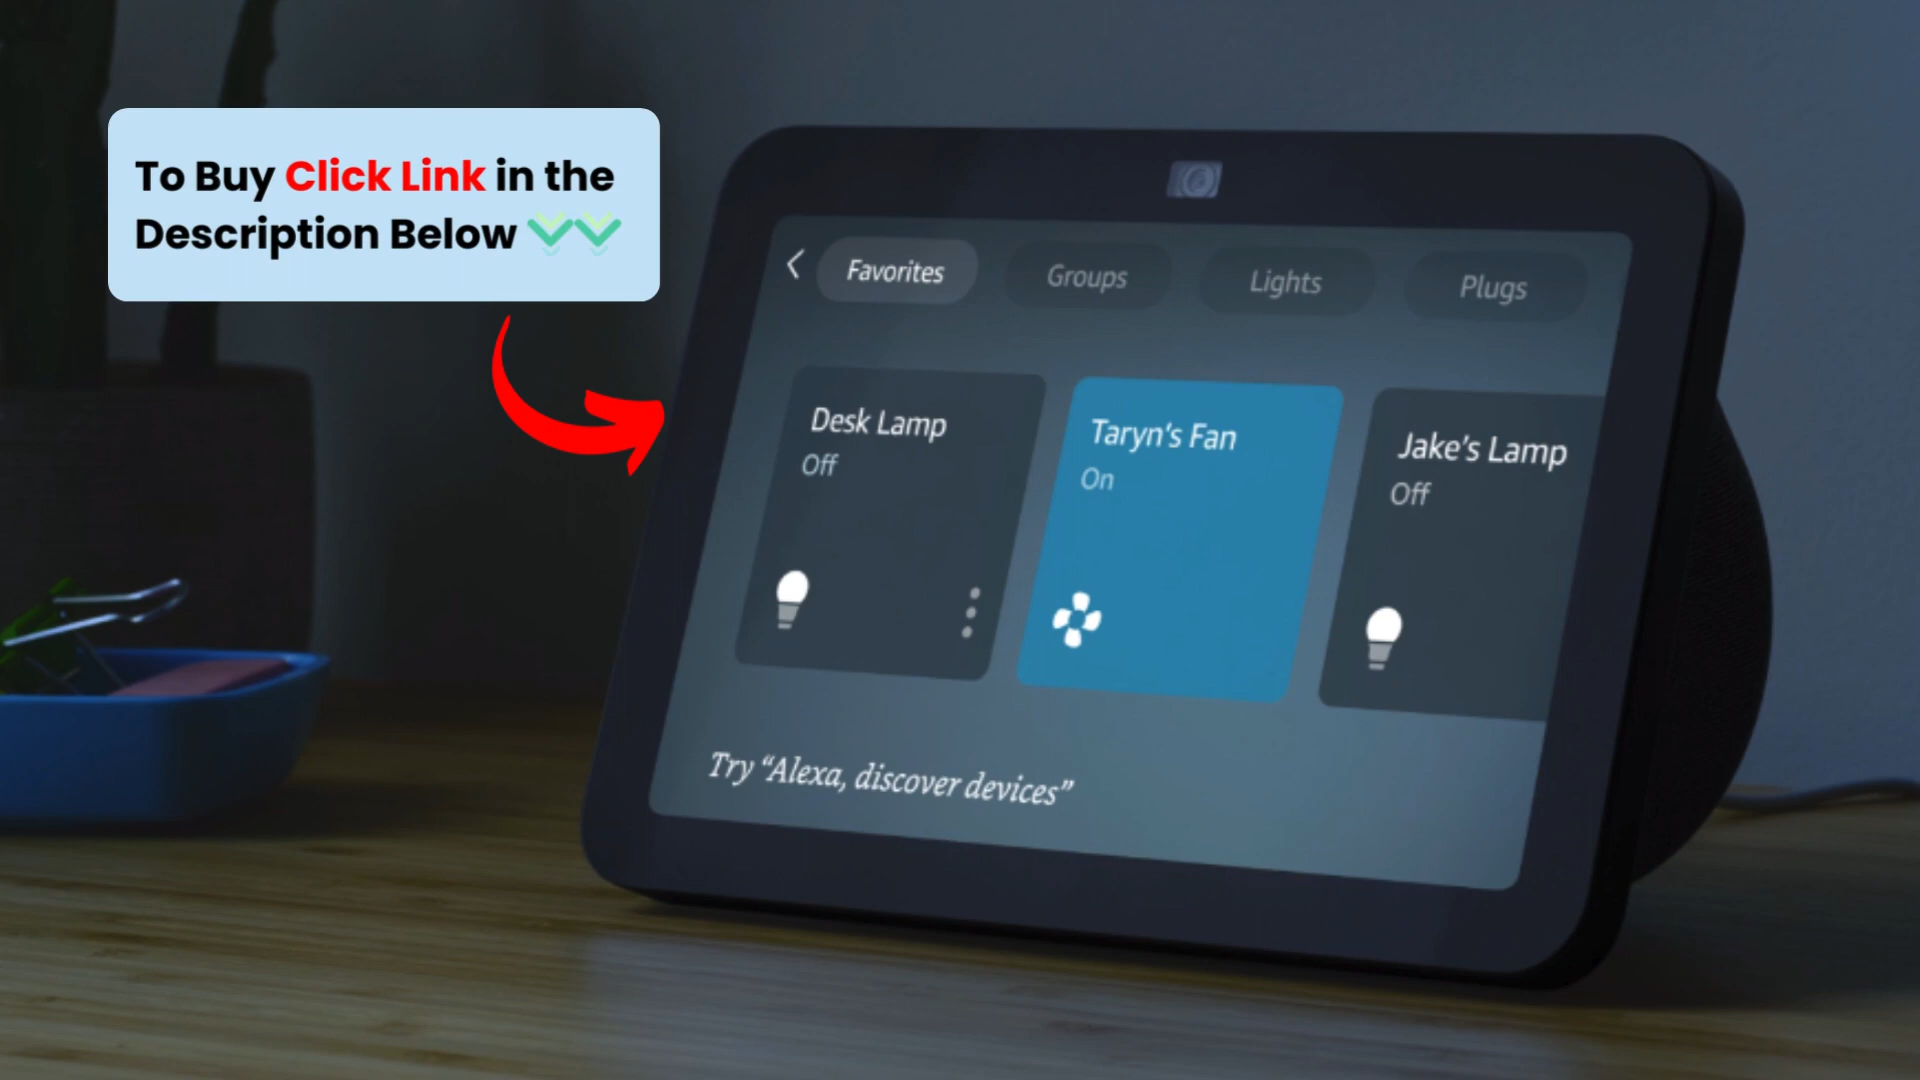 To Buy Click Link in the
Description Below
Favorites Groups Lights Plugs
Desk Lamp
Off
Taryn's Fan
On
Jake's Lamp
Off
Try “Alexa, discover devices”